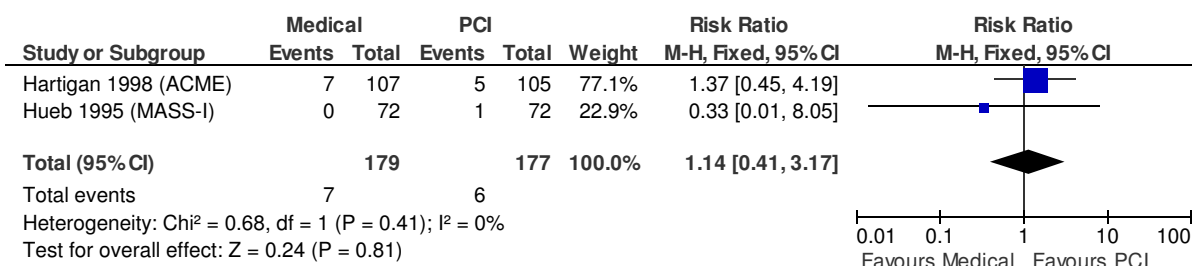 Medical PCI Risk Ratio Risk Ratio
Study or Subgroup Events Total Events Total Weight M-H, Fixed, 95% CI M-H, Fixed, 95% CI
Hartigan 1998 (ACME) 7 107 5 105 77.1% 1.37 [0.45, 4.19]
Hueb 1995 (MASS-I) 0 72 1 72 22.9% 0.33 [0.01, 8.05]
Total (95% CI) 179 177 100.0% 1.14 [0.41, 3.17]
Total events 7 6
Heterogeneity: Chi² = 0.68, df = 1 (P = 0.41); I² = 0%
Test for overall effect: Z = 0.24 (P = 0.81)
0.01 0.1 1 10 100
Favours Medical Favours PCI